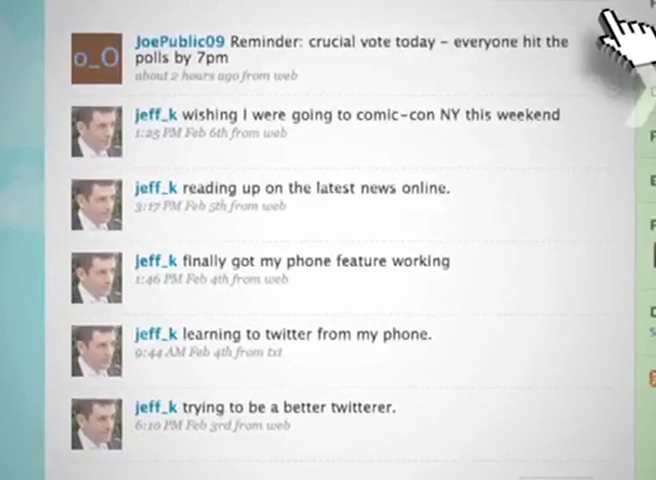 JoePublic09 Reminder: crucial vote today - everyone hit the
polls by 7pm
about 2 hours ago from web
jeff_k wishing I were going to comic-con NY this weekend
1:25 PM Feb 6th from web
jeff_k reading up on the latest news online.
3:17 PM Feb 5th from web
jeff_k finally got my phone feature working
1:46 PM Feb 4th from web
jeff_k learning to twitter from my phone.
9:44 AM Feb 4th from txt
jeff_k trying to be a better twitterer.
6:10 PM Feb 3rd from web